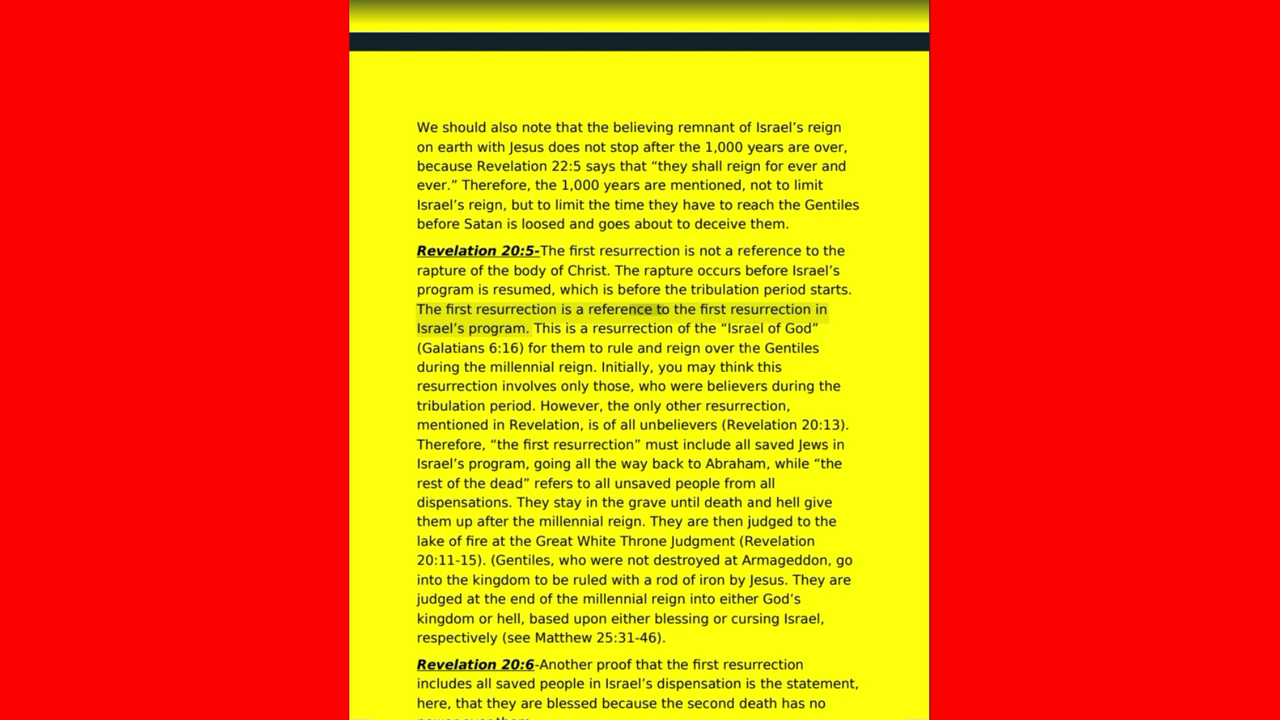 We should also note that the believing remnant of Israel’s reign
on earth with Jesus does not stop after the 1,000 years are over,
because Revelation 22:5 says that “they shall reign for ever and
ever.” Therefore, the 1,000 years are mentioned, not to limit
Israel’s reign, but to limit the time they have to reach the Gentiles
before Satan is loosed and goes about to deceive them.
Revelation 20:5-The first resurrection is not a reference to the
rapture of the body of Christ. The rapture occurs before Israel’s
program is resumed, which is before the tribulation period starts.
The first resurrection is a reference to the first resurrection in
Israel’s program. This is a resurrection of the “Israel of God”
(Galatians 6:16) for them to rule and reign over the Gentiles
during the millennial reign. Initially, you may think this
resurrection involves only those, who were believers during the
tribulation period. However, the only other resurrection,
mentioned in Revelation, is of all unbelievers (Revelation 20:13).
Therefore, “the first resurrection” must include all saved Jews in
Israel’s program, going all the way back to Abraham, while “the
rest of the dead” refers to all unsaved people from all
dispensations. They stay in the grave until death and hell give
them up after the millennial reign. They are then judged to the
lake of fire at the Great White Throne Judgment (Revelation
20:11-15). (Gentiles, who were not destroyed at Armageddon, go
into the kingdom to be ruled with a rod of iron by Jesus. They are
judged at the end of the millennial reign into either God’s
kingdom or hell, based upon either blessing or cursing Israel,
respectively (see Matthew 25:31-46).
Revelation 20:6-Another proof that the first resurrection
includes all saved people in Israel’s dispensation is the statement,
here, that they are blessed because the second death has no